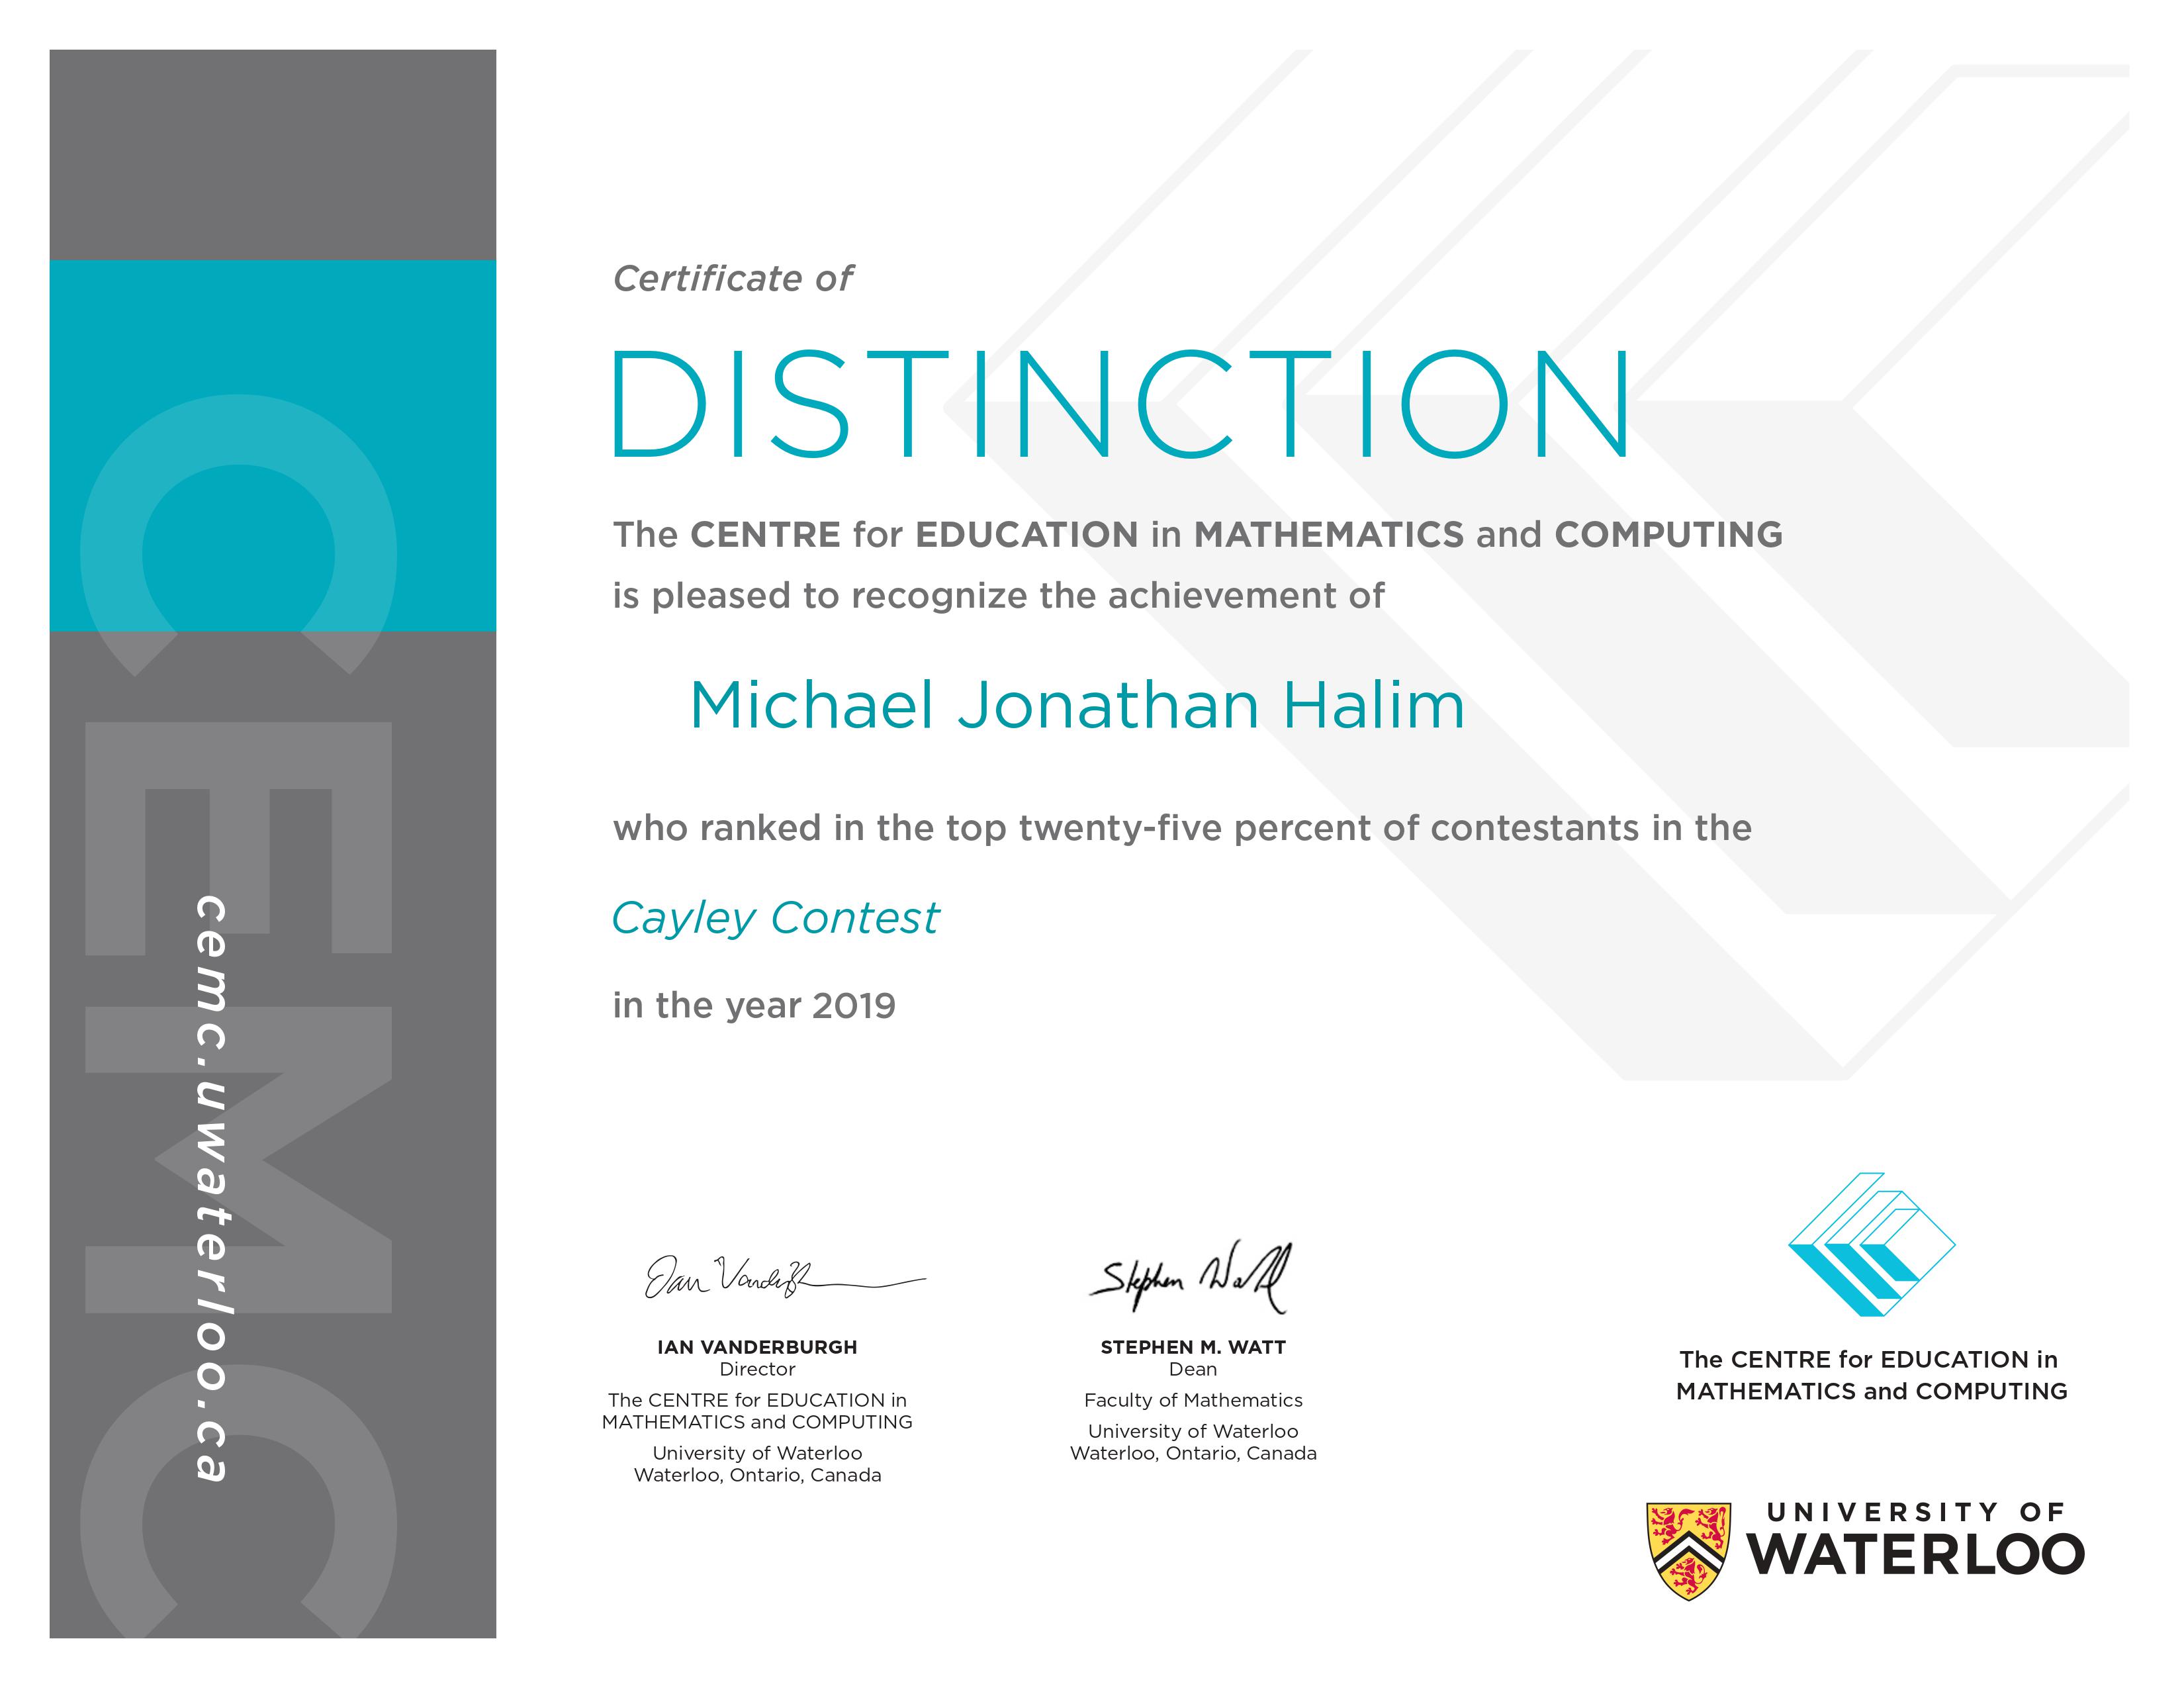 CEMC
cemc.uwaterloo.ca
Certificate of
DISTINCTION
The CENTRE for EDUCATION in MATHEMATICS and COMPUTING
is pleased to recognize the achievement of
Michael Jonathan Halim
who ranked in the top twenty-five percent of contestants in the
Cayley Contest
in the year 2019
Ian Vanderburgh
IAN VANDERBURGH
Director
The CENTRE for EDUCATION in
MATHEMATICS and COMPUTING
University of Waterloo
Waterloo, Ontario, Canada
Stephen Watt
STEPHEN M. WATT
Dean
Faculty of Mathematics
University of Waterloo
Waterloo, Ontario, Canada
The CENTRE for EDUCATION in
MATHEMATICS and COMPUTING
UNIVERSITY OF
WATERLOO